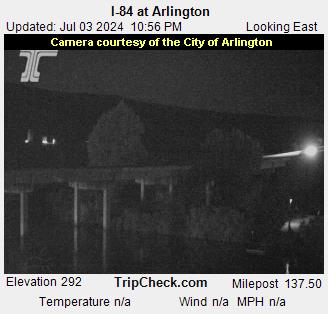 I-84 at Arlington
Updated: Jul 03 2024 10:56 PM Looking East
Camera courtesy of the City of Arlington
Elevation 292 TripCheck.com Milepost 137.50
Temperature n/a Wind n/a MPH n/a